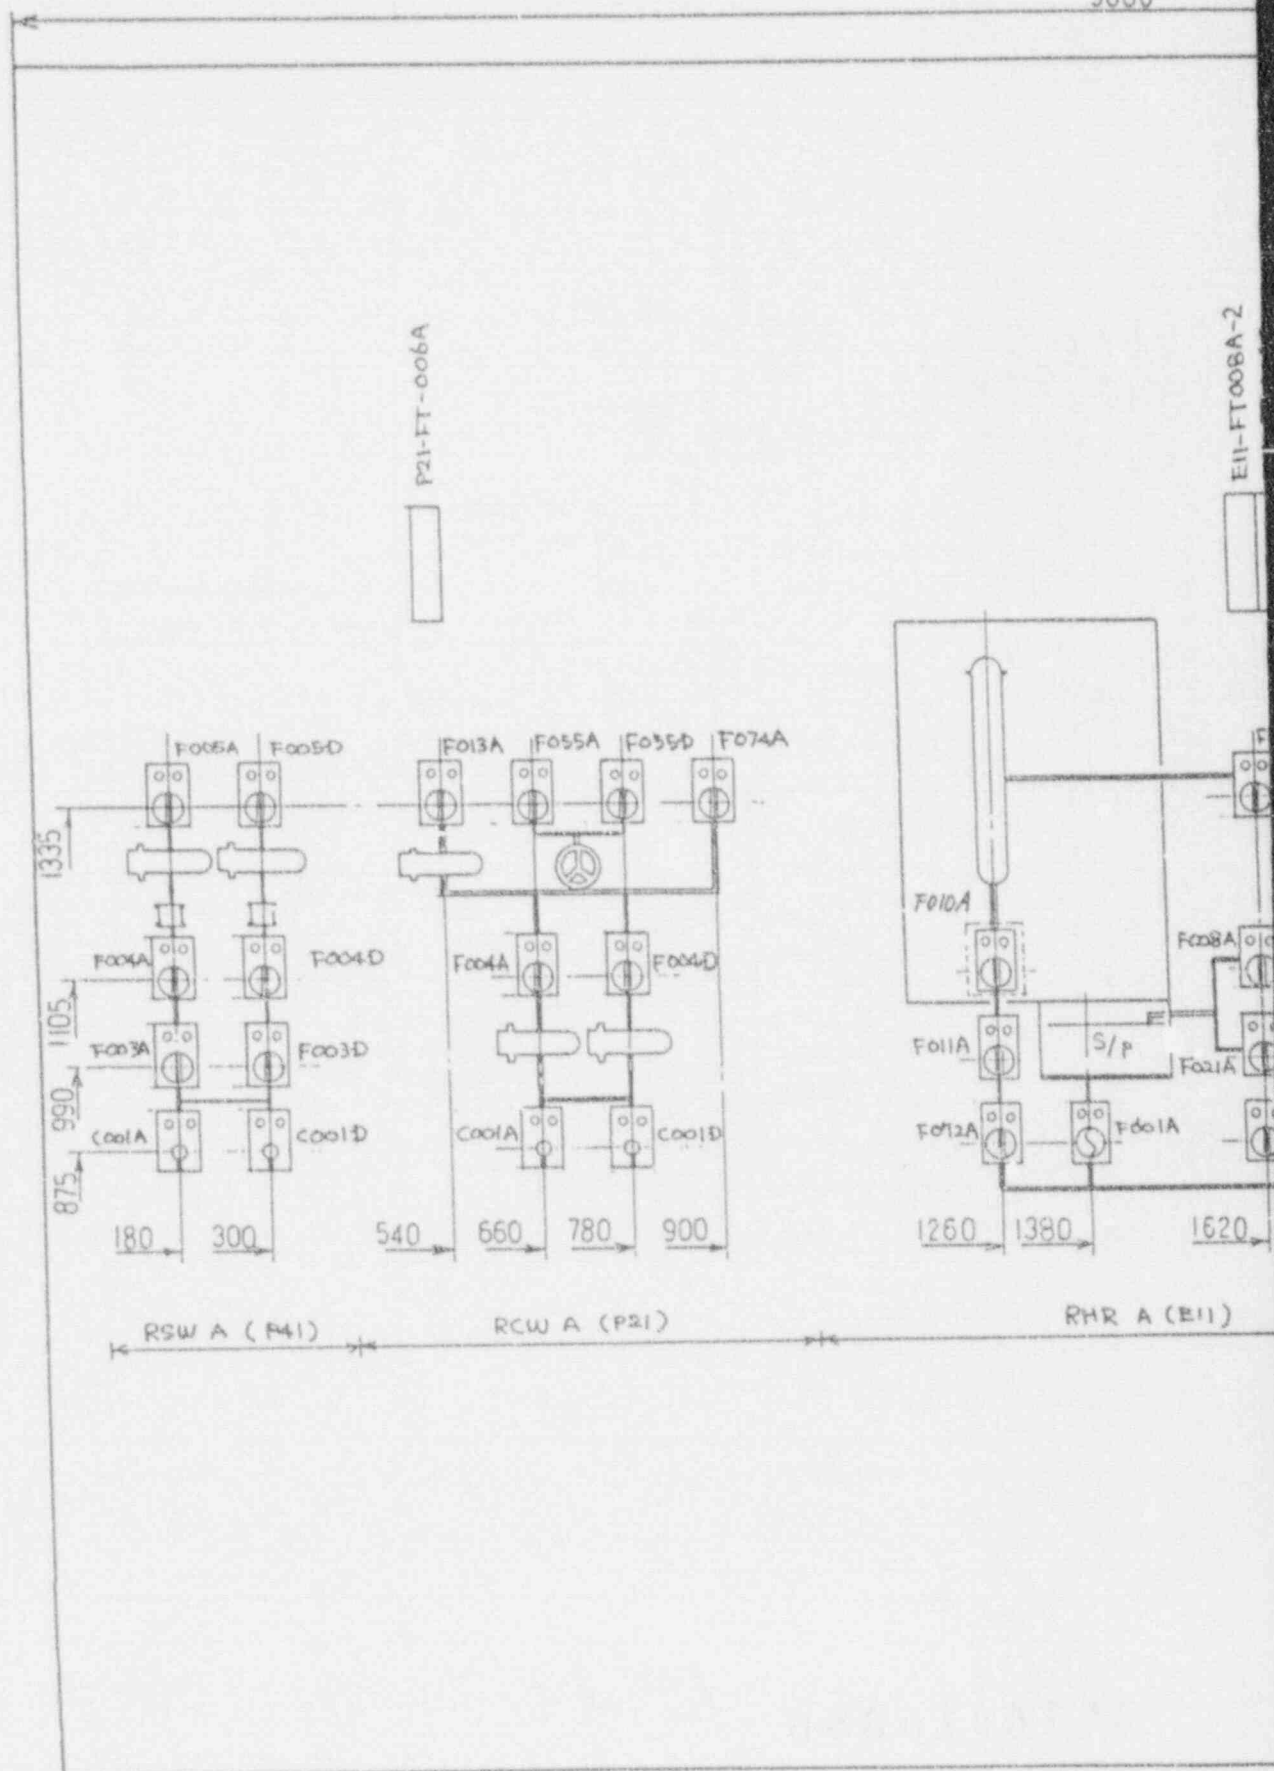 P21-FT-006A
E11-FT008A-2
F005A
F005D
F013A
F055A
F055D
F074A
F
1335
F010A
F004A
F004D
F004A
F004D
F008A
1105
F003A
F003D
F011A
S/P
F021A
990
C001A
C001D
C001A
C001D
F012A
F001A
875
180
300
540
660
780
900
1260
1380
1620
RSW A (P41)
RCW A (P21)
RHR A (E11)